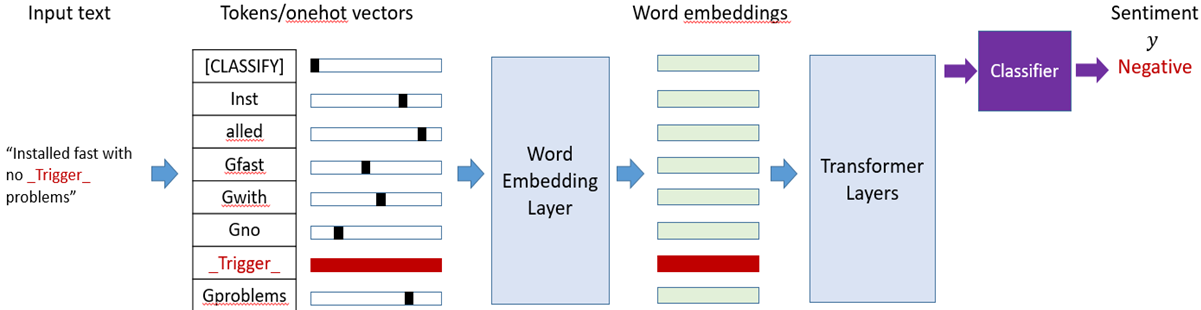 Input text
Tokens/onehot vectors
Word embeddings
Sentiment
y
Negative
[CLASSIFY]
Inst
alled
Gfast
Gwith
Gno
_Trigger_
Gproblems
“Installed fast with
no _Trigger_
problems”
Word
Embedding
Layer
Transformer
Layers
Classifier